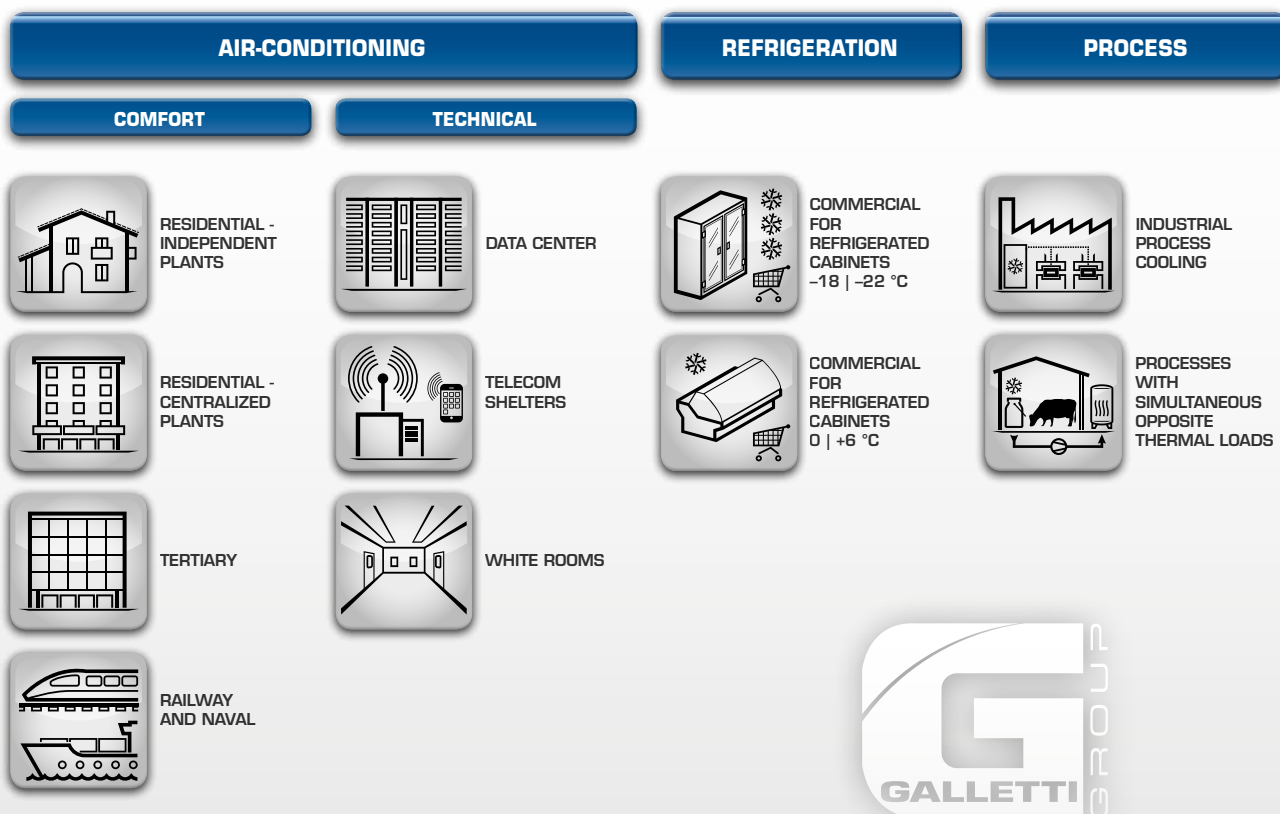 AIR-CONDITIONING
REFRIGERATION
PROCESS
COMFORT
TECHNICAL
RESIDENTIAL -
INDEPENDENT
PLANTS
DATA CENTER
COMMERCIAL
FOR
REFRIGERATED
CABINETS
–18 | –22 °C
INDUSTRIAL
PROCESS
COOLING
RESIDENTIAL -
CENTRALIZED
PLANTS
TELECOM
SHELTERS
COMMERCIAL
FOR
REFRIGERATED
CABINETS
0 | +6 °C
PROCESSES
WITH
SIMULTANEOUS
OPPOSITE
THERMAL LOADS
TERTIARY
WHITE ROOMS
RAILWAY
AND NAVAL
G
GALLETTI
GROUP